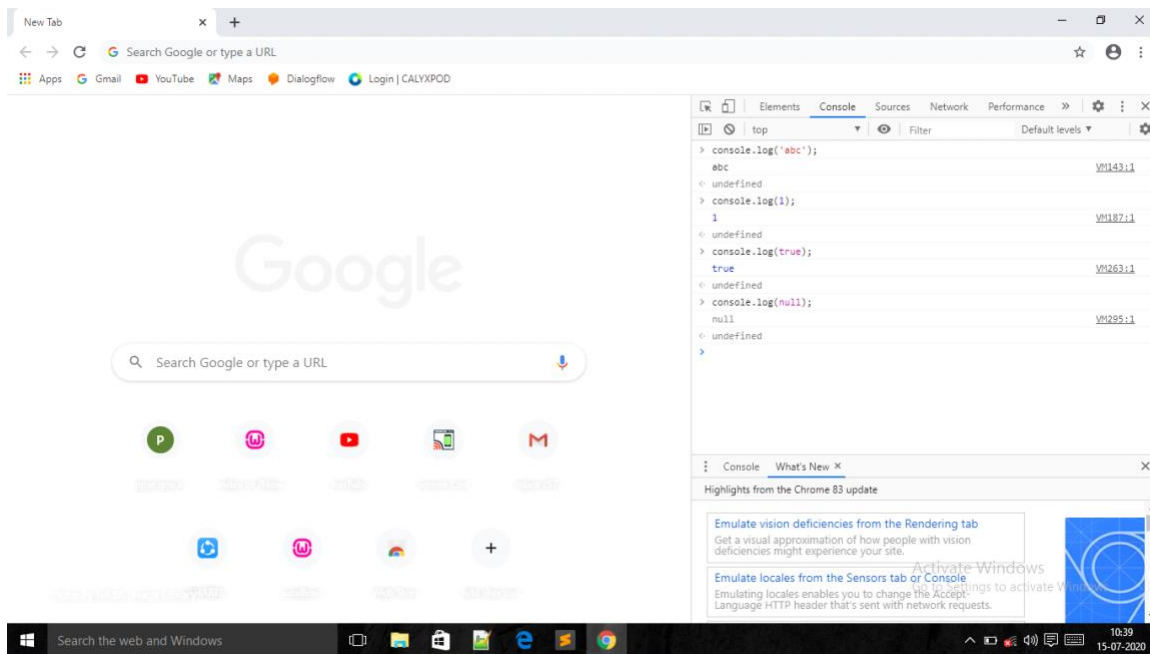 New Tab
Search Google or type a URL
Apps Gmail YouTube Maps Dialogflow Login | CALYXPOD
Elements Console Sources Network Performance »
top Filter Default levels ▼
> console.log('abc');
abc VM143:1
undefined
> console.log(1);
1 VM187:1
undefined
> console.log(true);
true VM263:1
undefined
> console.log(null);
null VM295:1
undefined
>
Google
Search Google or type a URL
P
Console What's New ×
Highlights from the Chrome 83 update
Emulate vision deficiencies from the Rendering tab
Get a visual approximation of how people with vision
deficiencies might experience your site.
Emulate locales from the Sensors tab or Console
Emulating locales enables you to change the Accept-
Language HTTP header that's sent with network requests.
Activate Windows
Go to Settings to activate Windows.
Search the web and Windows
10:39
15-07-2020